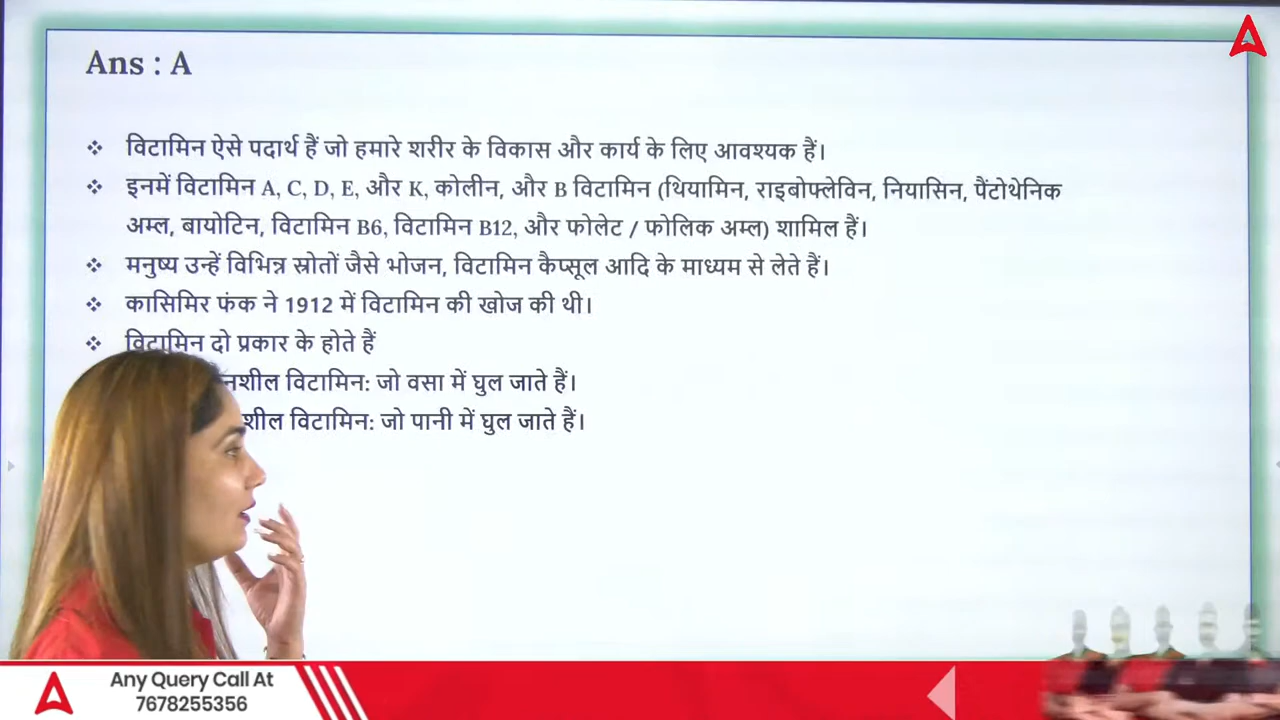 Ans : A
❖ विटामिन ऐसे पदार्थ हैं जो हमारे शरीर के विकास और कार्य के लिए आवश्यक हैं।
❖ इनमें विटामिन A, C, D, E, और K, कोलीन, और B विटामिन (थियामिन, राइबोफ्लेविन, नियासिन, पैंटोथेनिक
अम्ल, बायोटिन, विटामिन B6, विटामिन B12, और फोलेट / फोलिक अम्ल) शामिल हैं।
❖ मनुष्य उन्हें विभिन्न स्रोतों जैसे भोजन, विटामिन कैप्सूल आदि के माध्यम से लेते हैं।
❖ कासिमिर फंक ने 1912 में विटामिन की खोज की थी।
❖ विटामिन दो प्रकार के होते हैं
नशील विटामिन: जो वसा में घुल जाते हैं।
शील विटामिन: जो पानी में घुल जाते हैं।
Any Query Call At
7678255356